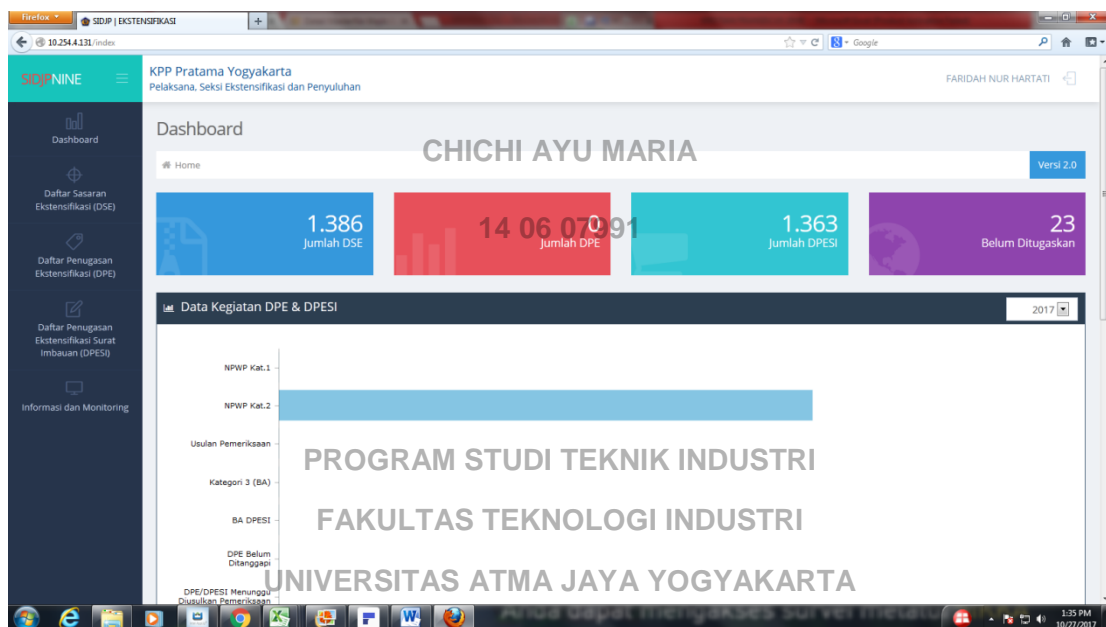 Firefox
SIDJP | EKSTENSIFIKASI
+
10.254.4.131/index
Google
SIDJPNINE
KPP Pratama Yogyakarta
Pelaksana, Seksi Ekstensifikasi dan Penyuluhan
FARIDAH NUR HARTATI
Dashboard
Daftar Sasaran
Ekstensifikasi (DSE)
Daftar Penugasan
Ekstensifikasi (DPE)
Daftar Penugasan
Ekstensifikasi Surat
Imbauan (DPESI)
Informasi dan Monitoring
Dashboard
CHICHI AYU MARIA
Home
Versi 2.0
1.386
Jumlah DSE
0
Jumlah DPE
14 06 07991
1.363
Jumlah DPESI
23
Belum Ditugaskan
Data Kegiatan DPE & DPESI
2017
NPWP Kat.1
NPWP Kat.2
Usulan Pemeriksaan
Kategori 3 (BA)
BA DPESI
DPE Belum
Ditanggapi
DPE/DPESI Menunggu
Diusulkan Pemeriksaan
PROGRAM STUDI TEKNIK INDUSTRI
FAKULTAS TEKNOLOGI INDUSTRI
UNIVERSITAS ATMA JAYA YOGYAKARTA
1:35 PM
10/27/2017